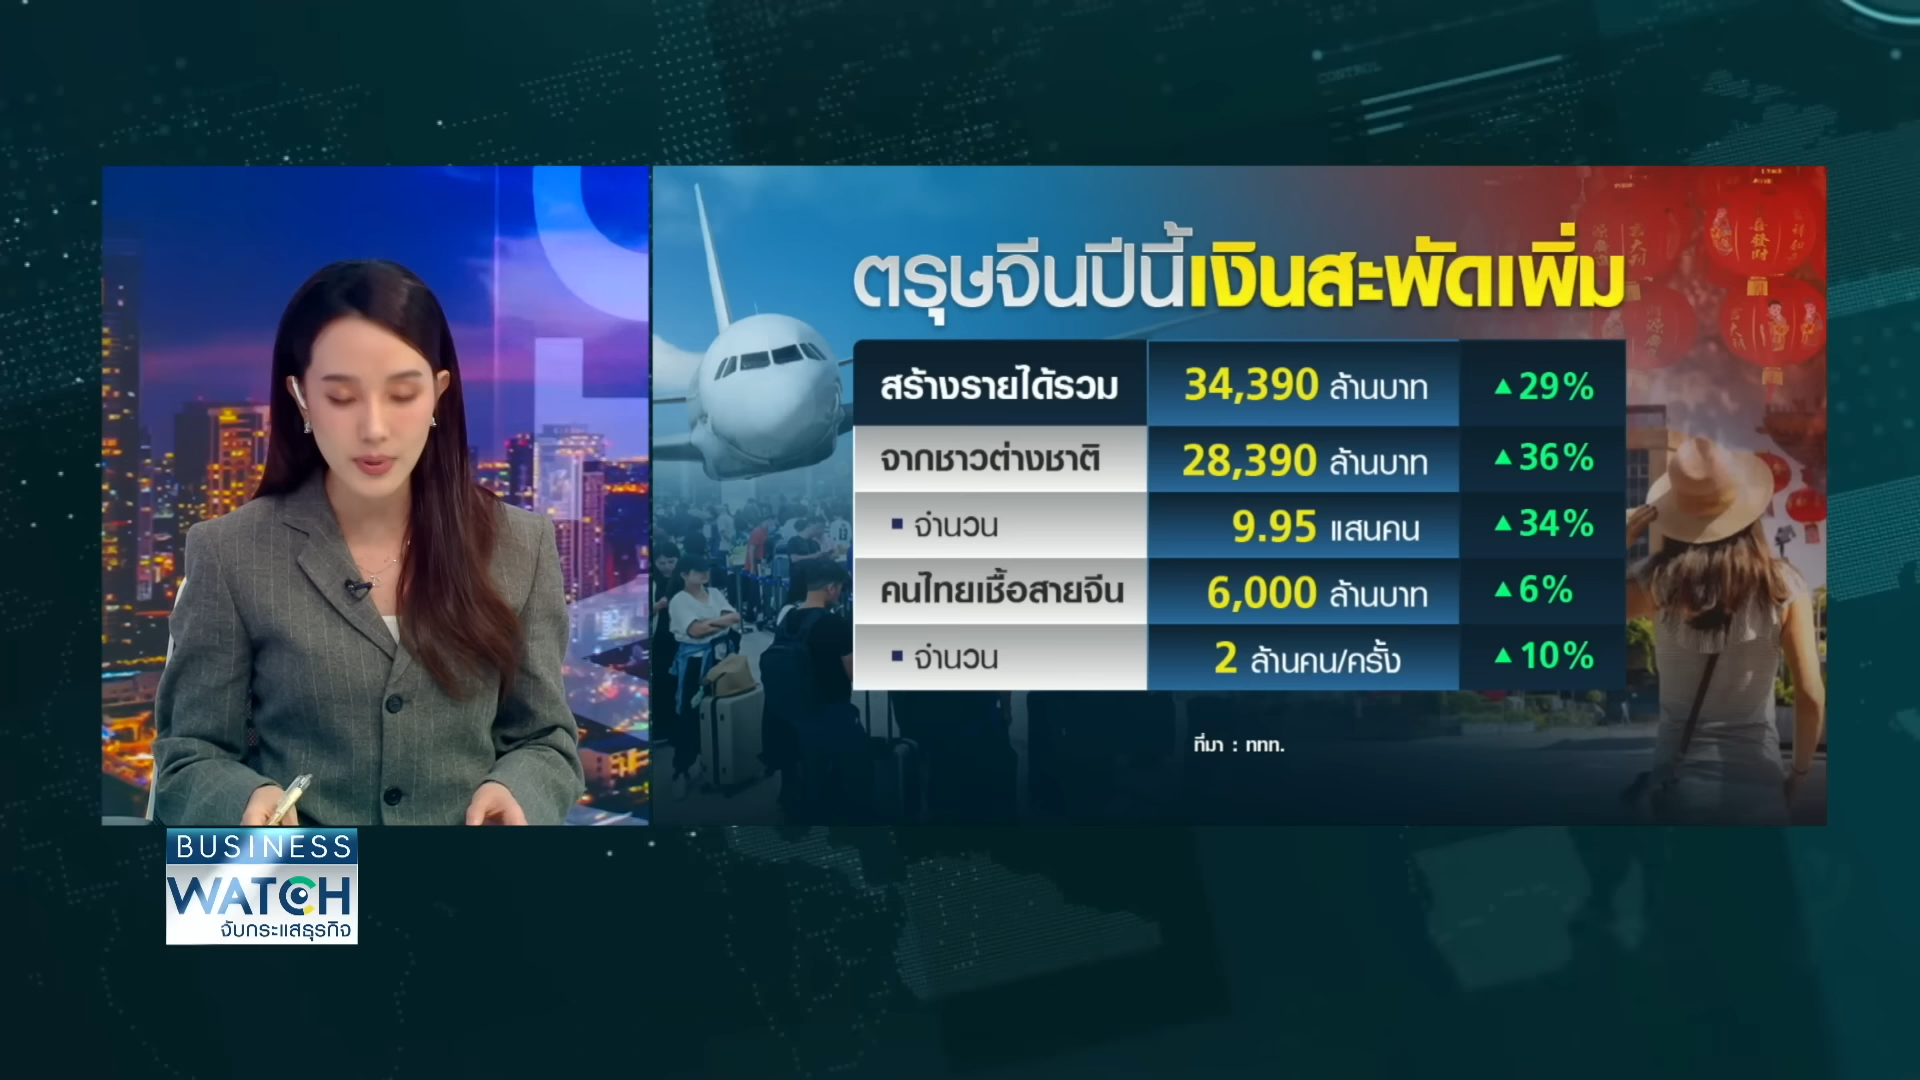 CONTROL
ตรุษจีนปีนี้เงินสะพัดเพิ่ม
สร้างรายได้รวม 34,390 ล้านบาท ▲29%
จากชาวต่างชาติ 28,390 ล้านบาท ▲36%
▪ จำนวน 9.95 แสนคน ▲34%
คนไทยเชื้อสายจีน 6,000 ล้านบาท ▲6%
▪ จำนวน 2 ล้านคน/ครั้ง ▲10%
ที่มา : ททท.
BUSINESS
WATCH
จับกระแสธุรกิจ